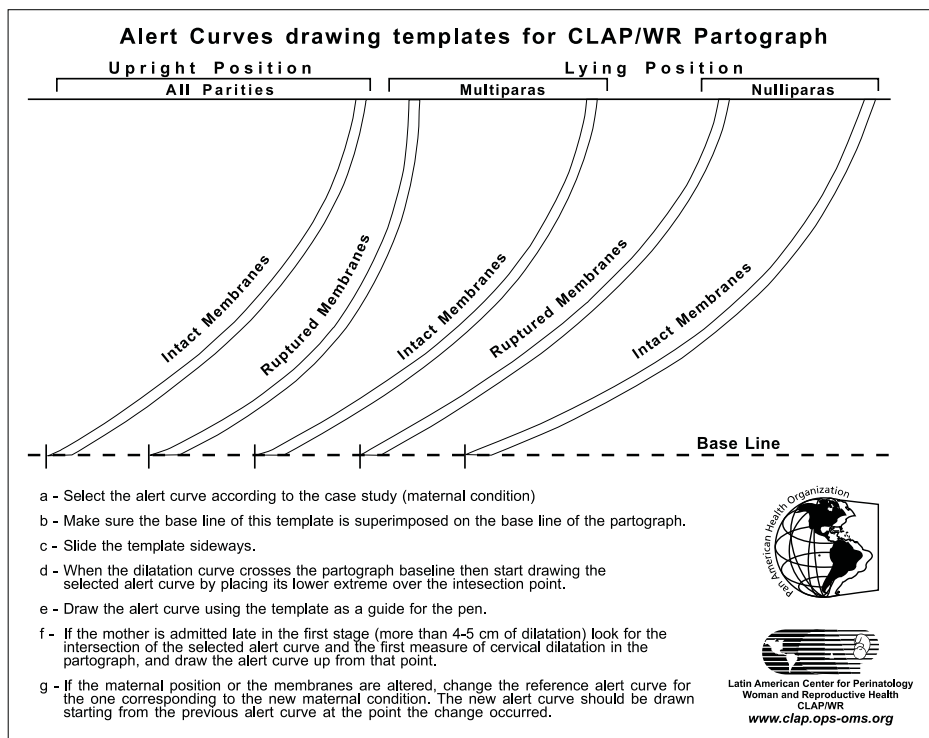 Alert Curves drawing templates for CLAP/WR Partograph
Upright Position
Lying Position
All Parities
Multiparas
Nulliparas
Intact Membranes
Ruptured Membranes
Intact Membranes
Ruptured Membranes
Intact Membranes
Base Line
a - Select the alert curve according to the case study (maternal condition)
b - Make sure the base line of this template is superimposed on the base line of the partograph.
c - Slide the template sideways.
d - When the dilatation curve crosses the partograph baseline then start drawing the
selected alert curve by placing its lower extreme over the intesection point.
e - Draw the alert curve using the template as a guide for the pen.
f - If the mother is admitted late in the first stage (more than 4-5 cm of dilatation) look for the
intersection of the selected alert curve and the first measure of cervical dilatation in the
partograph, and draw the alert curve up from that point.
g - If the maternal position or the membranes are altered, change the reference alert curve for
the one corresponding to the new maternal condition. The new alert curve should be drawn
starting from the previous alert curve at the point the change occurred.
Pan American Health Organization
Latin American Center for Perinatology
Woman and Reproductive Health
CLAP/WR
www.clap.ops-oms.org